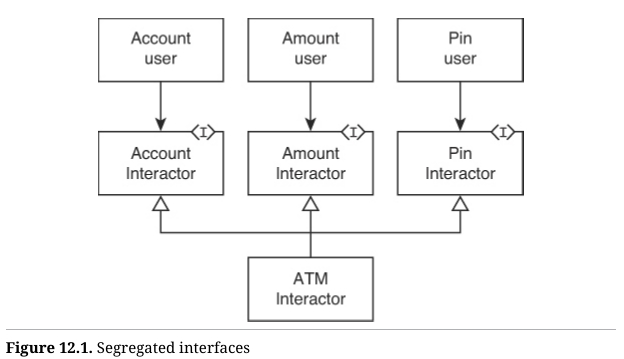 Account
user
Amount
user
Pin
user
<I>
<I>
<I>
Account
Interactor
Amount
Interactor
Pin
Interactor
ATM
Interactor
Figure 12.1. Segregated interfaces